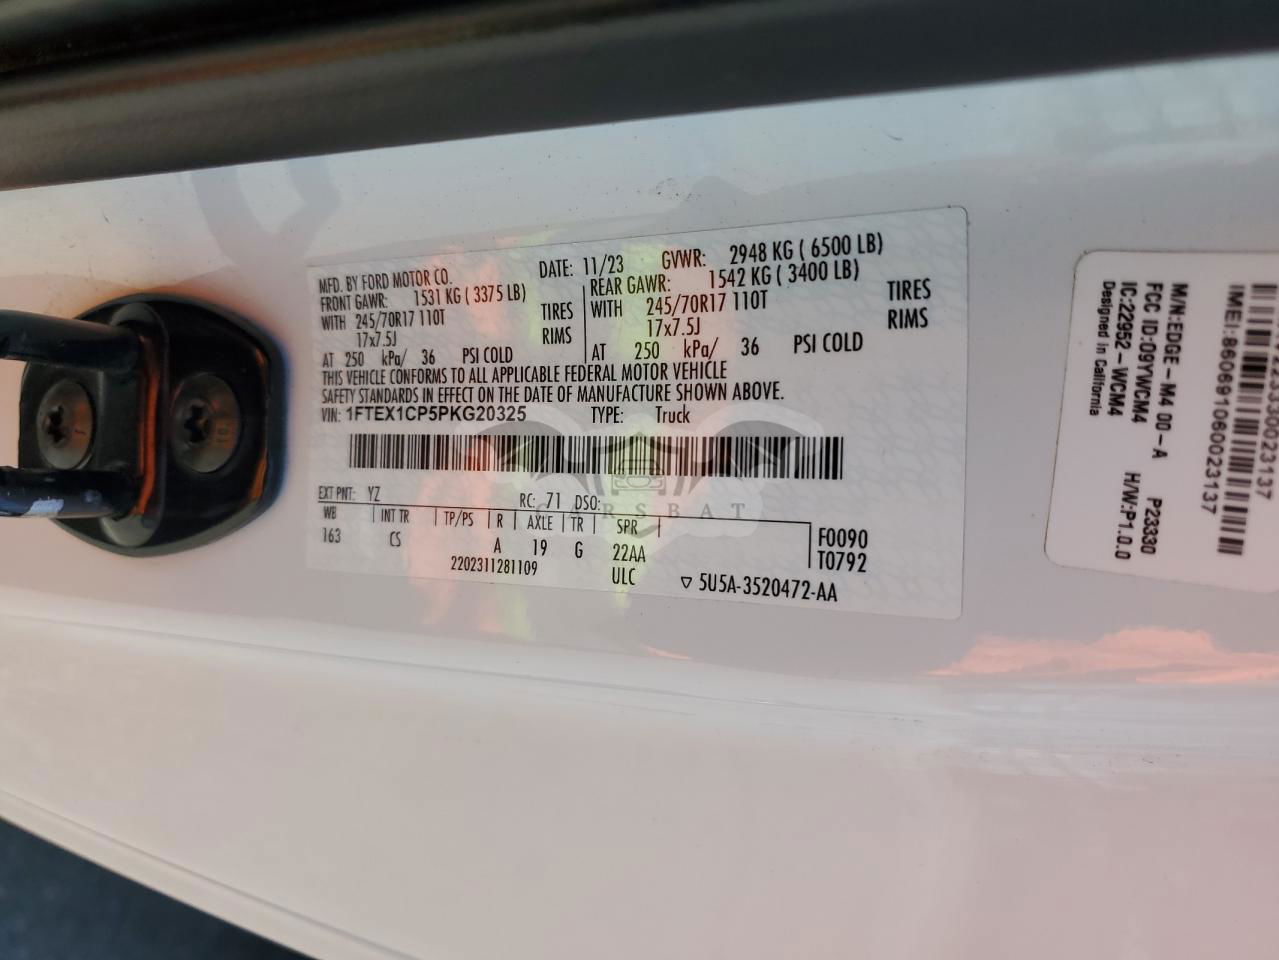 MFD. BY FORD MOTOR CO.
DATE: 11/23 GVWR: 2948 KG ( 6500 LB)
FRONT GAWR: 1531 KG ( 3375 LB)
REAR GAWR: 1542 KG ( 3400 LB)
WITH 245/70R17 110T TIRES
WITH 245/70R17 110T TIRES
17x7.5J RIMS
17x7.5J RIMS
AT 250 kPa/ 36 PSI COLD
AT 250 kPa/ 36 PSI COLD
THIS VEHICLE CONFORMS TO ALL APPLICABLE FEDERAL MOTOR VEHICLE
SAFETY STANDARDS IN EFFECT ON THE DATE OF MANUFACTURE SHOWN ABOVE.
VIN: 1FTEX1CP5PKG20325 TYPE: Truck
EXT PNT: YZ RC: 71 DSO:
WB INT TR TP/PS R AXLE TR SPR
163 CS A 19 G 22AA
F0090
T0792
2202311281109 ULC
▽ 5U5A-3520472-AA
CARSBAT
IMEI:860691060023137
M/N:EDGE-M4 00-A P23330
FCC ID:09YWCM4 H/W:P1.0.0
IC:22952-WCM4
Designed in California